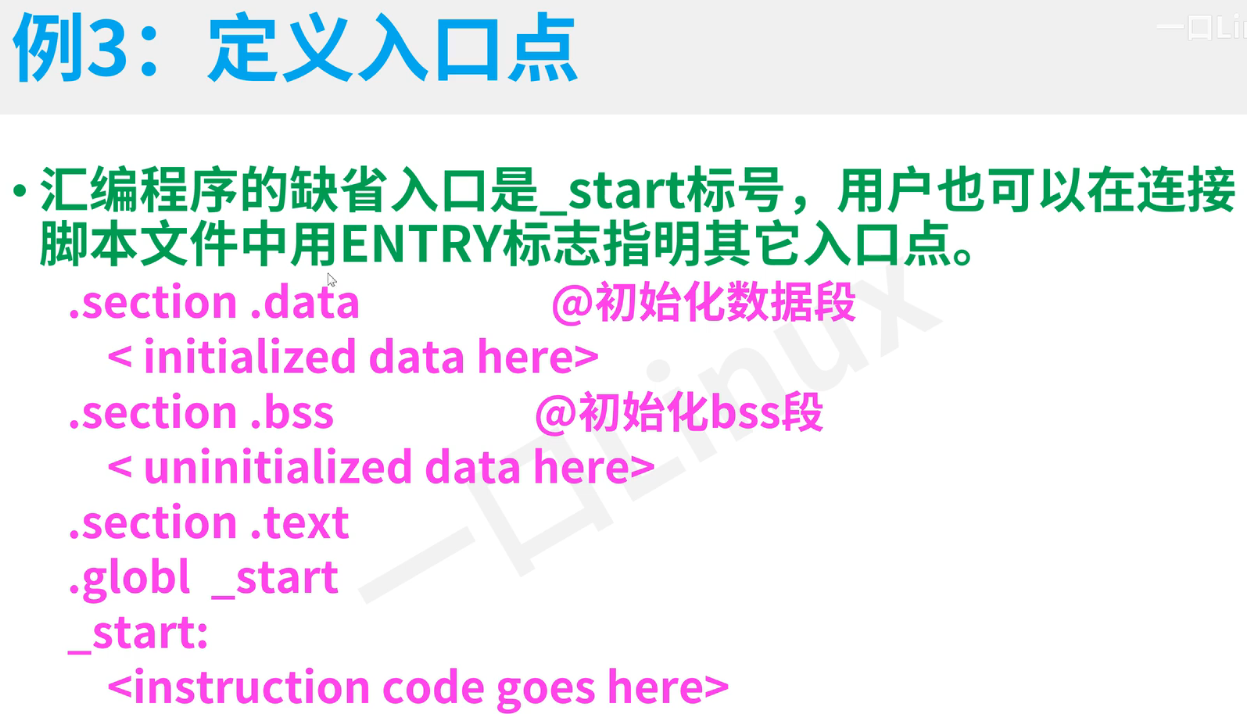 例3：定义入口点
一口Lin
• 汇编程序的缺省入口是_start标号，用户也可以在连接
脚本文件中用ENTRY标志指明其它入口点。
.section .data @初始化数据段
< initialized data here>
.section .bss @初始化bss段
< uninitialized data here>
.section .text
.globl _start
_start:
<instruction code goes here>
一口Linux